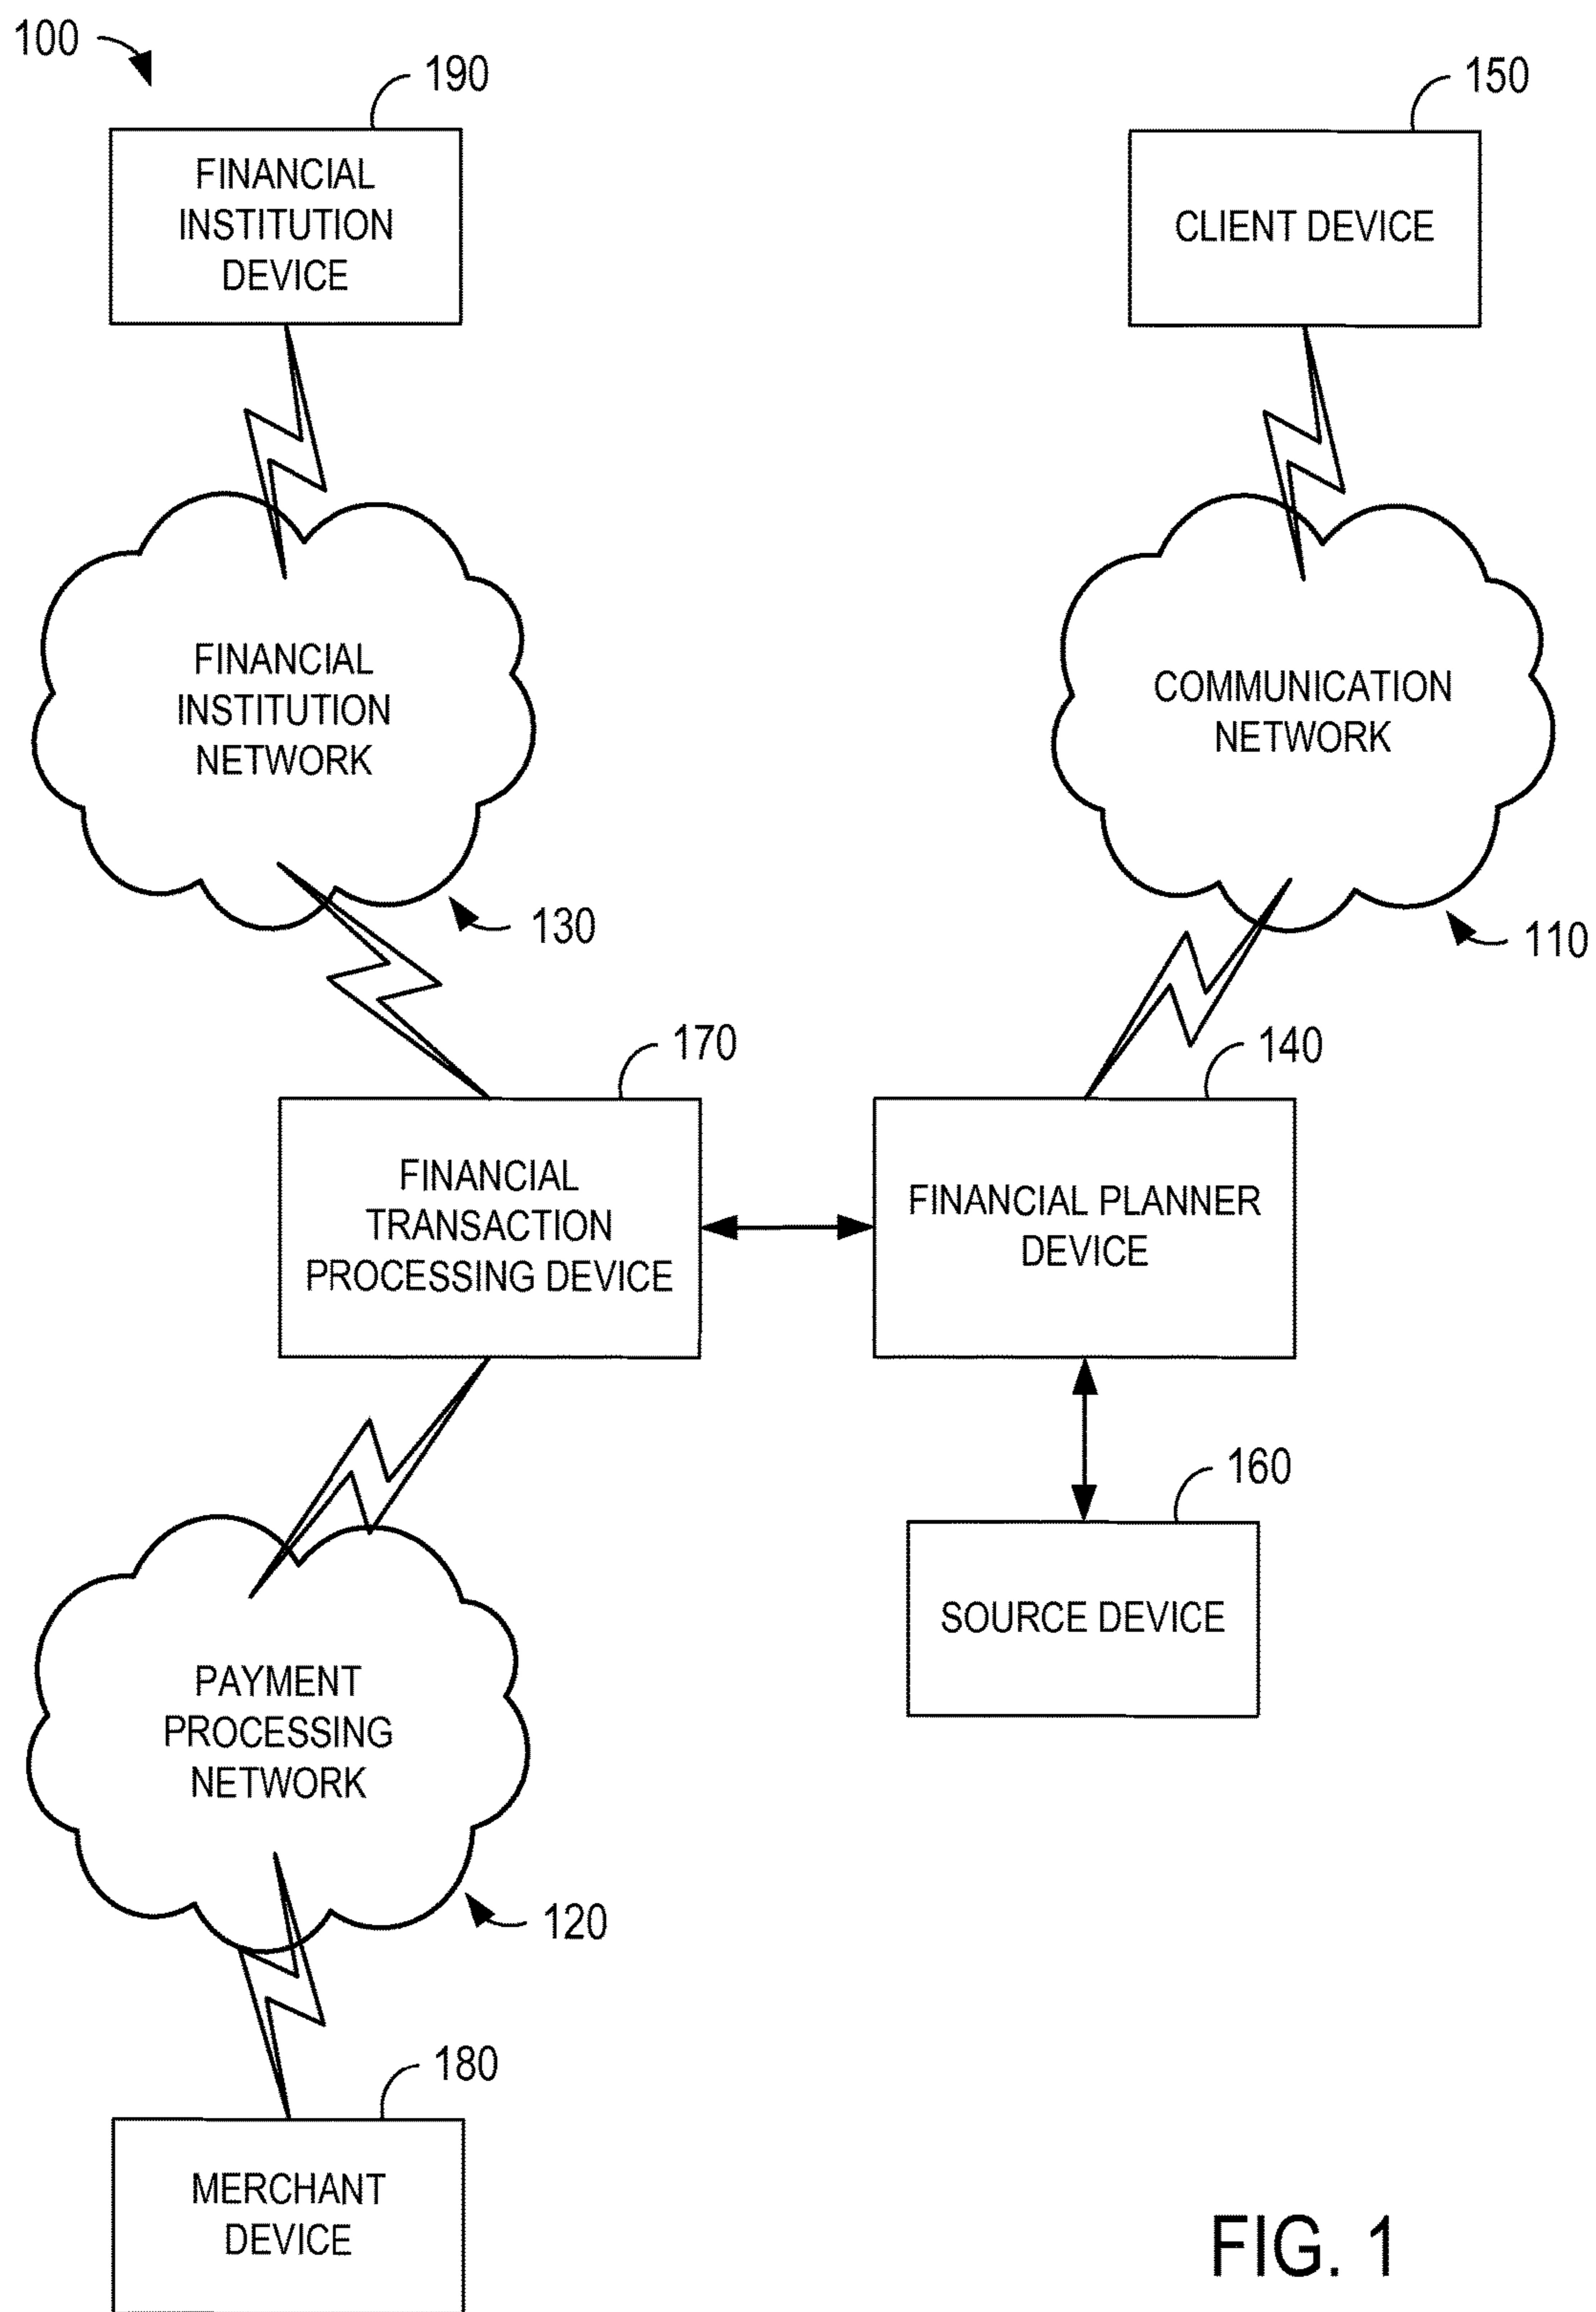 100
190
FINANCIAL
INSTITUTION
DEVICE
150
CLIENT DEVICE
FINANCIAL
INSTITUTION
NETWORK
130
COMMUNICATION
NETWORK
110
170
FINANCIAL
TRANSACTION
PROCESSING DEVICE
140
FINANCIAL PLANNER
DEVICE
160
SOURCE DEVICE
PAYMENT
PROCESSING
NETWORK
120
180
MERCHANT
DEVICE
FIG. 1